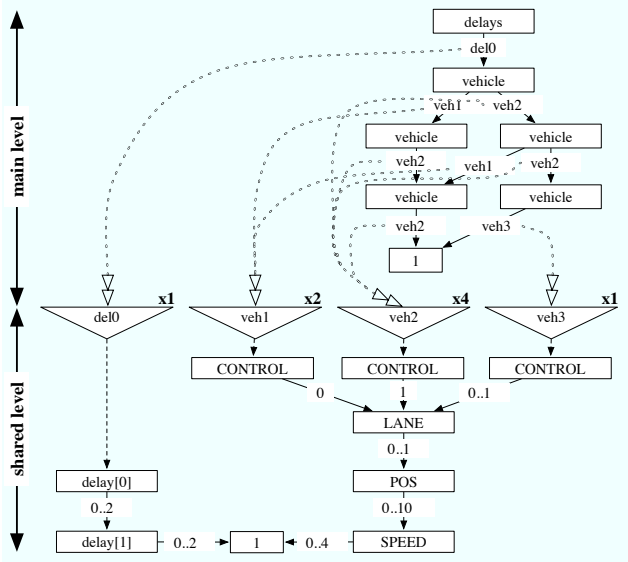 delays
del0
vehicle
veh1
veh2
vehicle
vehicle
veh2
veh1
veh2
vehicle
vehicle
veh2
veh3
1
main level
x1
x2
x4
x1
del0
veh1
veh2
veh3
CONTROL
CONTROL
CONTROL
0
1
0..1
LANE
0..1
shared level
delay[0]
POS
0..2
0..10
delay[1]
0..2
1
0..4
SPEED